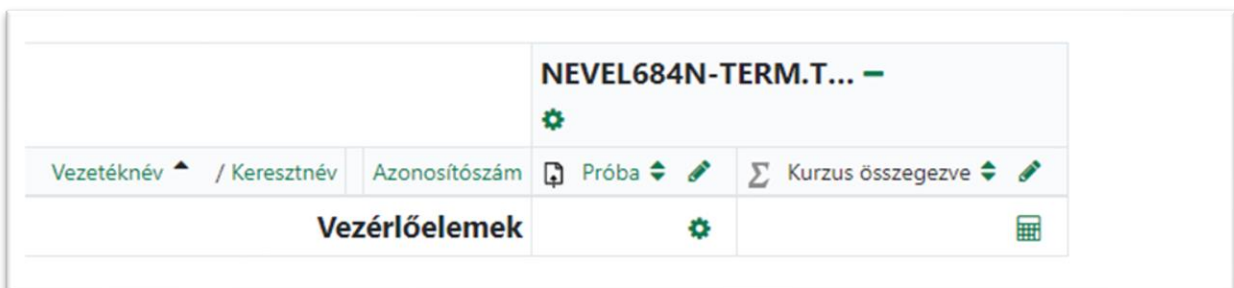 NEVEL684N-TERM.T...
Vezetéknév / Keresztnév Azonosítószám Próba Σ Kurzus összegezve
Vezérlőelemek